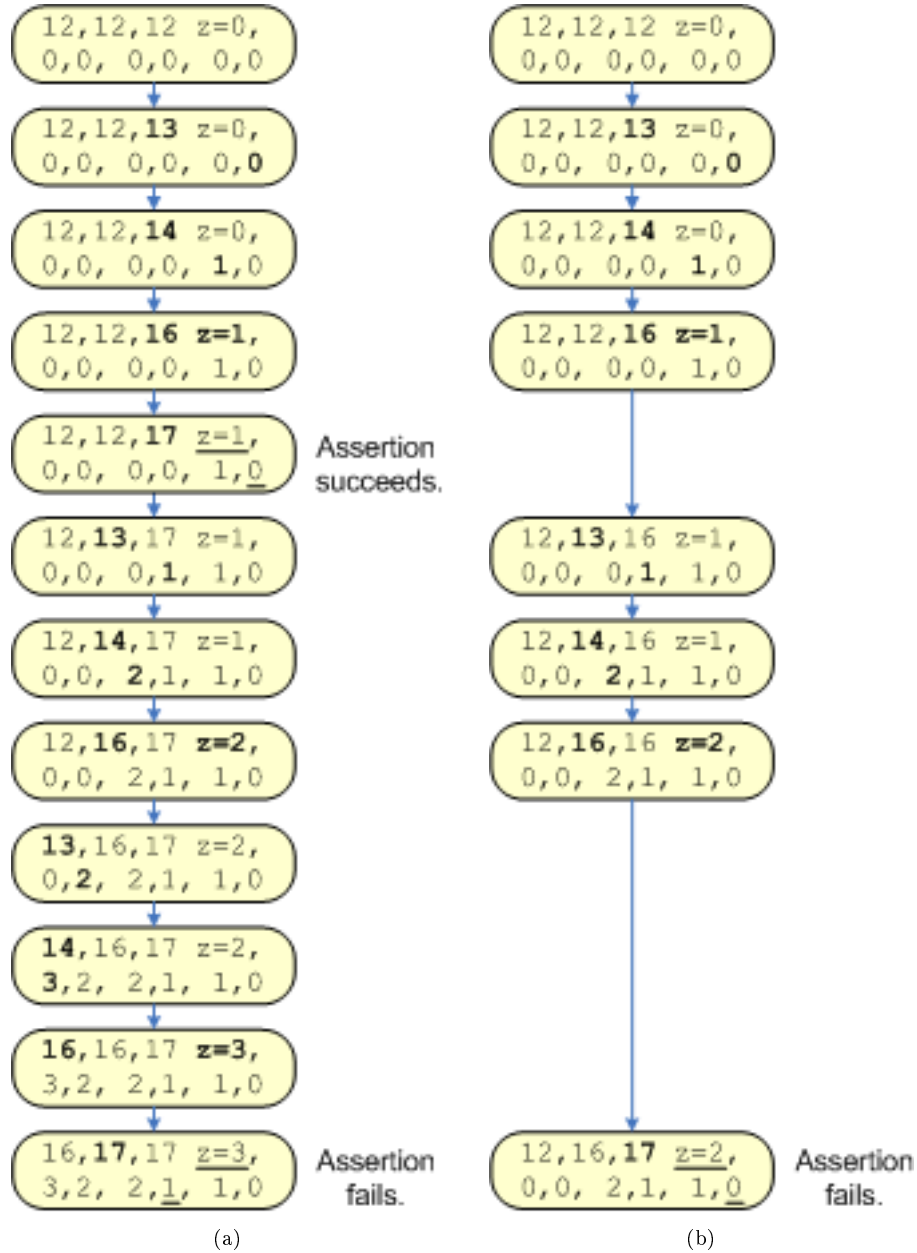 12,12,12 z=0,
0,0, 0,0, 0,0
12,12,13 z=0,
0,0, 0,0, 0,0
12,12,14 z=0,
0,0, 0,0, 1,0
12,12,16 z=1,
0,0, 0,0, 1,0
12,12,17 z=1,
0,0, 0,0, 1,0
Assertion
succeeds.
12,13,17 z=1,
0,0, 0,1, 1,0
12,14,17 z=1,
0,0, 2,1, 1,0
12,16,17 z=2,
0,0, 2,1, 1,0
13,16,17 z=2,
0,2, 2,1, 1,0
14,16,17 z=2,
3,2, 2,1, 1,0
16,16,17 z=3,
3,2, 2,1, 1,0
16,17,17 z=3,
3,2, 2,1, 1,0
Assertion
fails.
(a)
12,12,12 z=0,
0,0, 0,0, 0,0
12,12,13 z=0,
0,0, 0,0, 0,0
12,12,14 z=0,
0,0, 0,0, 1,0
12,12,16 z=1,
0,0, 0,0, 1,0
12,13,16 z=1,
0,0, 0,1, 1,0
12,14,16 z=1,
0,0, 2,1, 1,0
12,16,16 z=2,
0,0, 2,1, 1,0
12,16,17 z=2,
0,0, 2,1, 1,0
Assertion
fails.
(b)